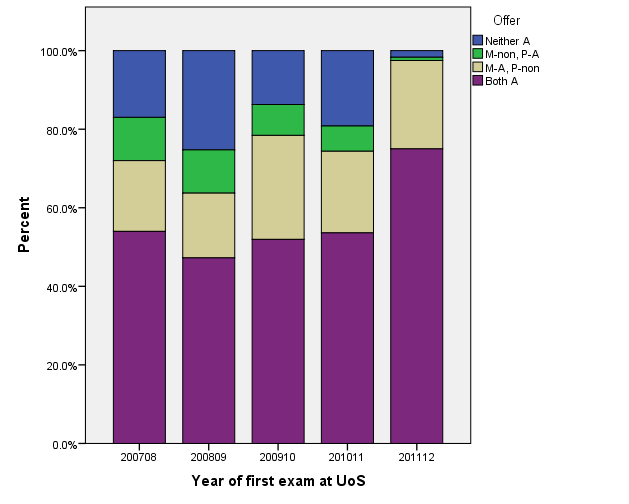 Offer
Neither A
M-non, P-A
M-A, P-non
Both A
100.0%
80.0%
60.0%
40.0%
20.0%
0.0%
Percent
200708 200809 200910 201011 201112
Year of first exam at UoS